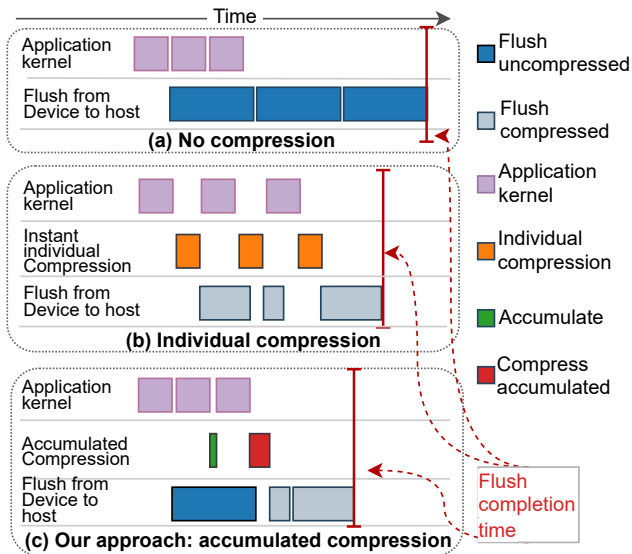 Time
Application
kernel
Flush from
Device to host
(a) No compression
Application
kernel
Instant
individual
Compression
Flush from
Device to host
(b) Individual compression
Application
kernel
Accumulated
Compression
Flush from
Device to
host
(c) Our approach: accumulated compression
Flush
uncompressed
Flush
compressed
Application
kernel
Individual
compression
Accumulate
Compress
accumulated
Flush
completion
time